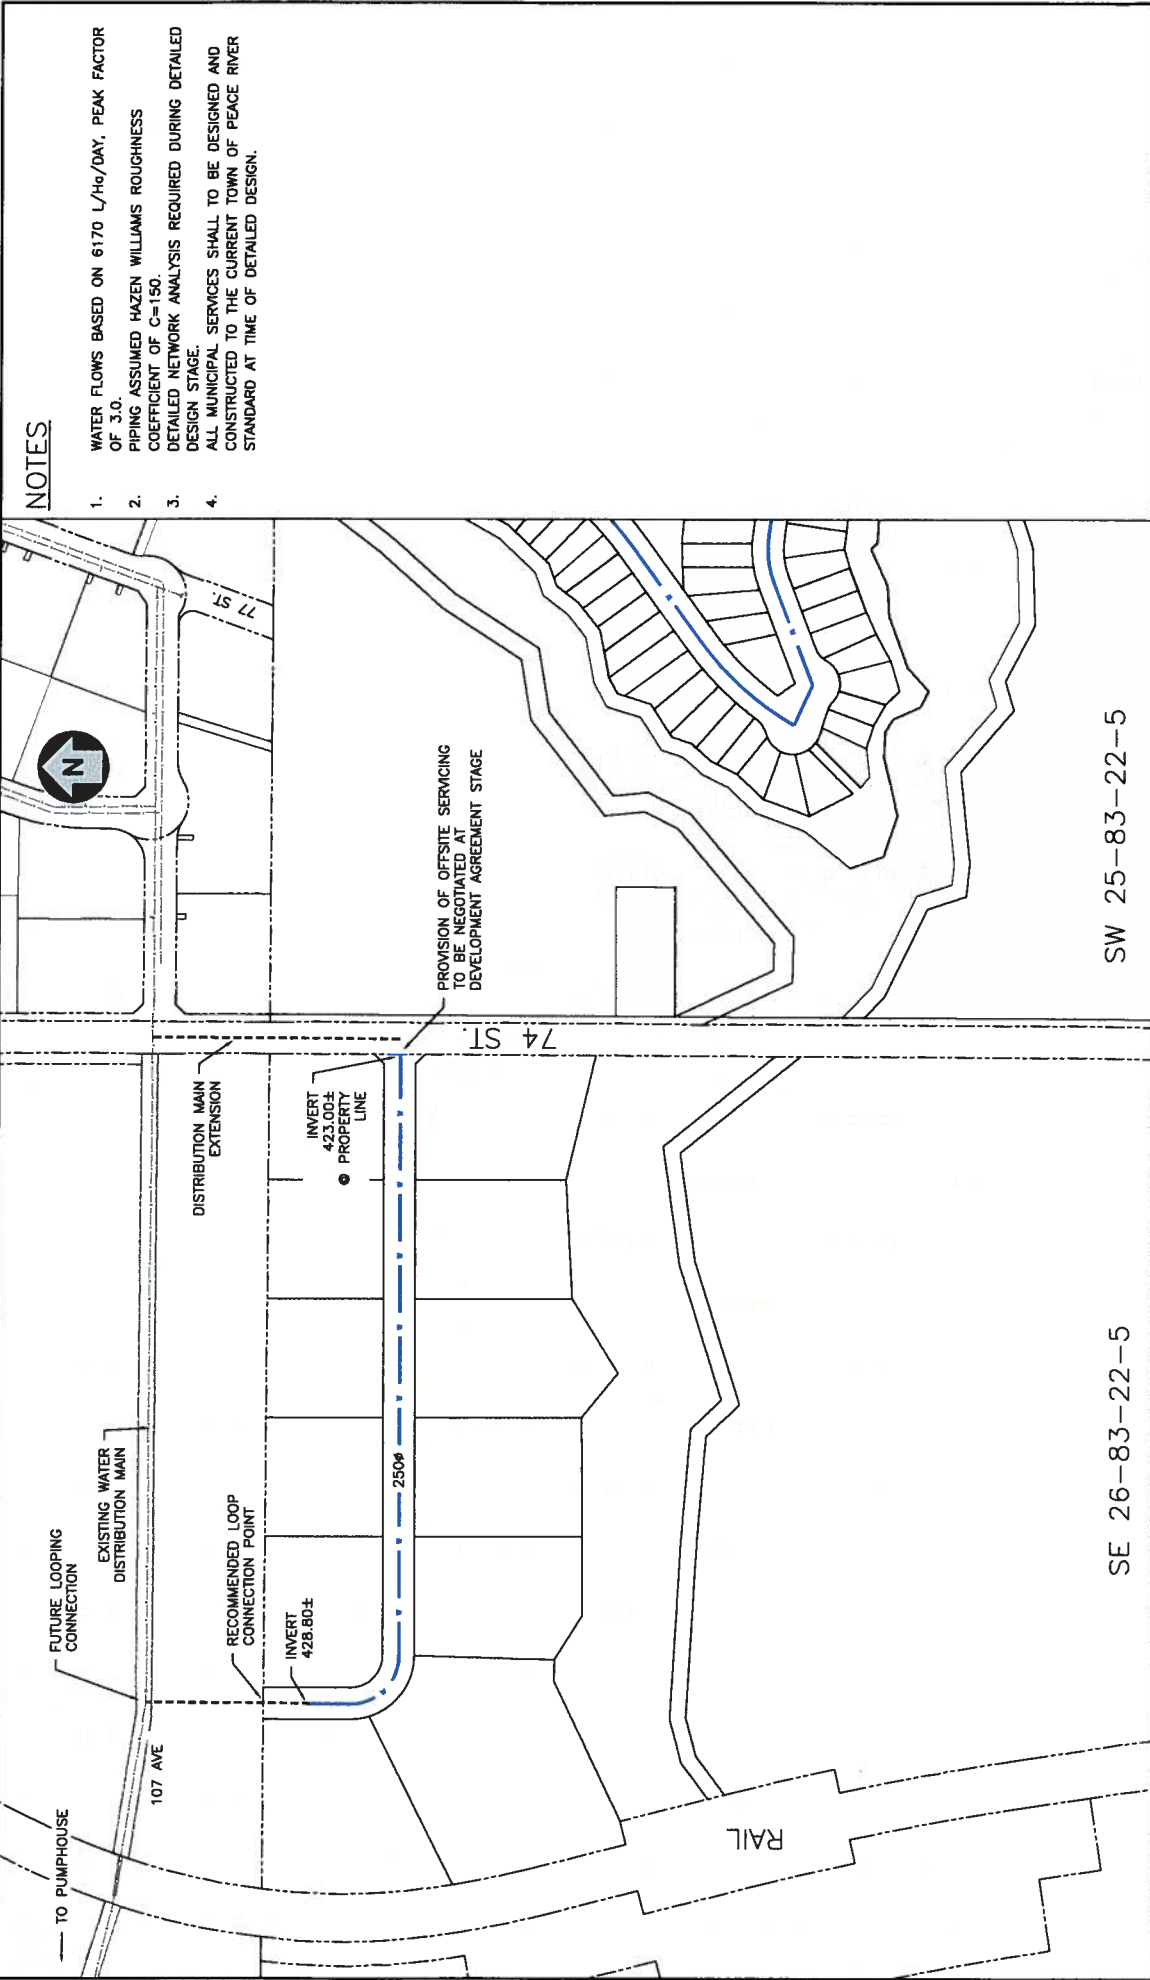 NOTES
1. WATER FLOWS BASED ON 6170 L/Ha/DAY, PEAK FACTOR
OF 3.0.
2. PIPING ASSUMED HAZEN WILLIAMS ROUGHNESS
COEFFICIENT OF C=150.
3. DETAILED NETWORK ANALYSIS REQUIRED DURING DETAILED
DESIGN STAGE.
4. ALL MUNICIPAL SERVICES SHALL TO BE DESIGNED AND
CONSTRUCTED TO THE CURRENT TOWN OF PEACE RIVER
STANDARD AT TIME OF DETAILED DESIGN.
TO PUMPHOUSE
FUTURE LOOPING
CONNECTION
EXISTING WATER
DISTRIBUTION MAIN
107 AVE
N
77 ST.
DISTRIBUTION MAIN
EXTENSION
RECOMMENDED LOOP
CONNECTION POINT
INVERT
428.80±
INVERT
423.00±
@ PROPERTY
LINE
250ø
74 ST.
PROVISION OF OFFSITE SERVICING
TO BE NEGOTIATED AT
DEVELOPMENT AGREEMENT STAGE
RAIL
SE 26-83-22-5
SW 25-83-22-5